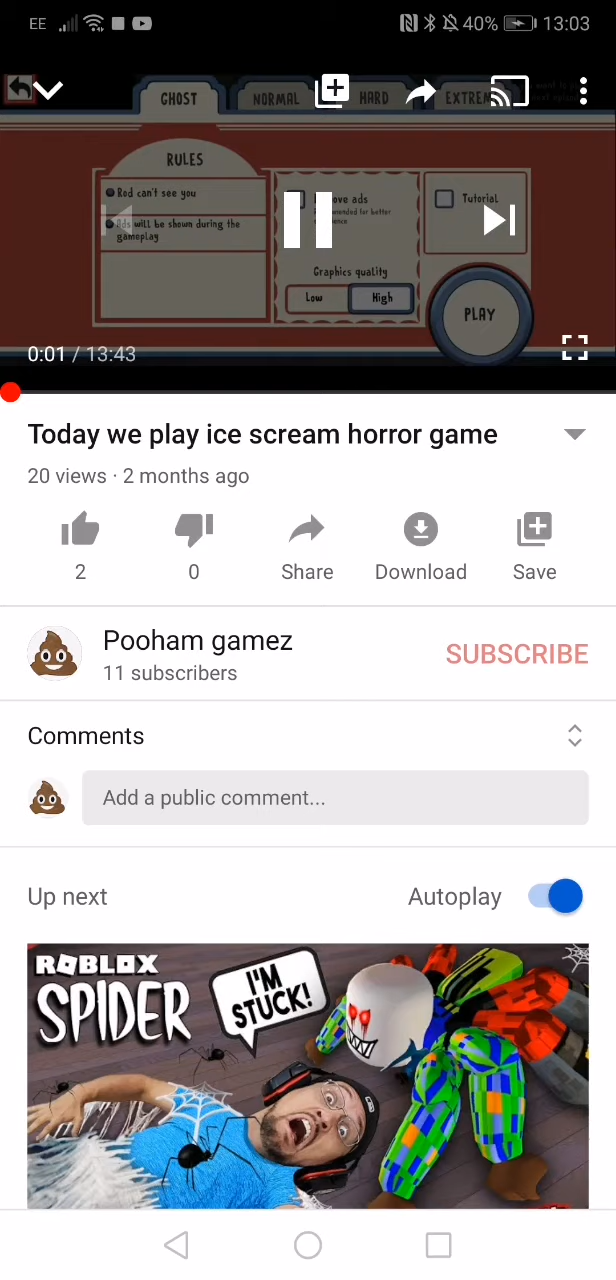 EE 40% 13:03
GHOST NORMAL HARD
RULES
Rod can't see you
Ads will be shown during the
gameplay
ads
Tutorial
Graphics quality
Low High
PLAY
0:01 / 13:43
Today we play ice scream horror game
20 views · 2 months ago
2 0 Share Download Save
Pooham gamez
11 subscribers
SUBSCRIBE
Comments
Add a public comment...
Up next Autoplay
ROBLOX
SPIDER
I'M
STUCK!